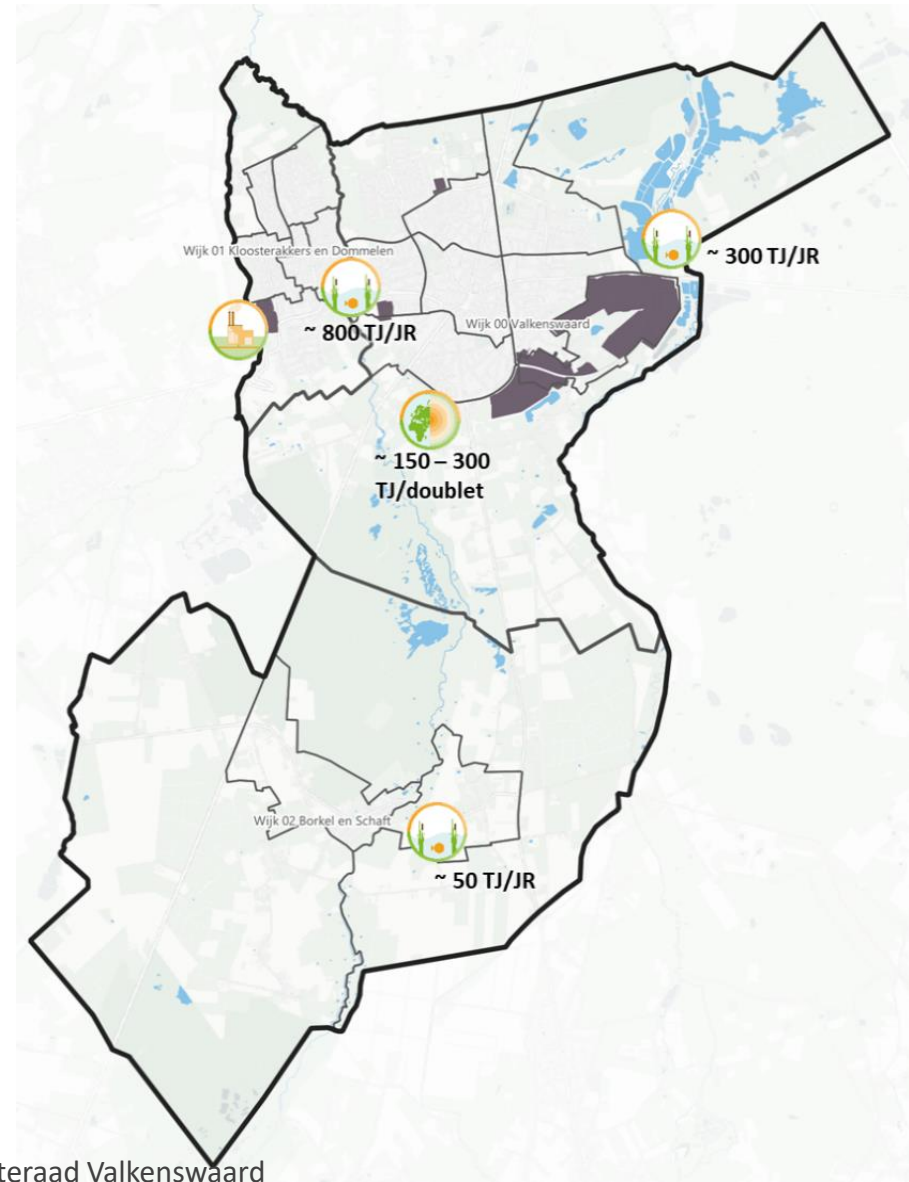 Wijk 01 Kloosterakkers en Dommelen
~ 300 TJ/JR
~ 800 TJ/JR
Wijk 00 Valkenswaard
~ 150 – 300
TJ/doublet
Wijk 02 Borkel en Schaft
~ 50 TJ/JR
teraad Valkenswaard